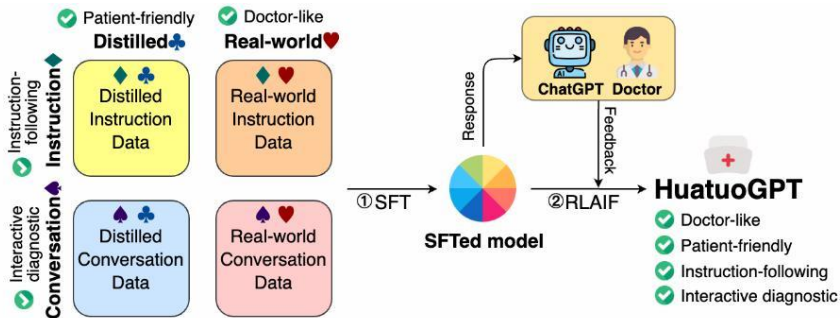 Patient-friendly
Distilled
Doctor-like
Real-world
Instruction-following
Instruction
Distilled
Instruction
Data
Real-world
Instruction
Data
Interactive diagnostic
Conversation
Distilled
Conversation
Data
Real-world
Conversation
Data
①SFT
SFTed model
Response
AI
ChatGPT
Doctor
Feedback
②RLAIF
HuatuoGPT
Doctor-like
Patient-friendly
Instruction-following
Interactive diagnostic